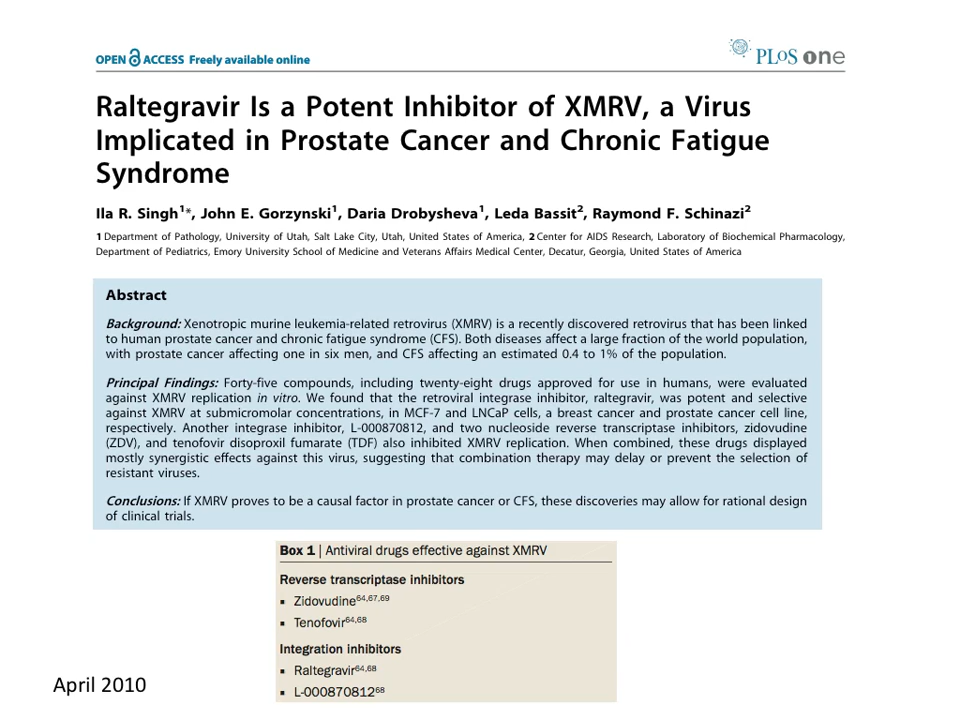 OPEN ACCESS Freely available online
PLoS one
Raltegravir Is a Potent Inhibitor of XMRV, a Virus
Implicated in Prostate Cancer and Chronic Fatigue
Syndrome
Ila R. Singh1*, John E. Gorzynski1, Daria Drobysheva1, Leda Bassit2, Raymond F. Schinazi2
1 Department of Pathology, University of Utah, Salt Lake City, Utah, United States of America, 2 Center for AIDS Research, Laboratory of Biochemical Pharmacology,
Department of Pediatrics, Emory University School of Medicine and Veterans Affairs Medical Center, Decatur, Georgia, United States of America
Abstract
Background: Xenotropic murine leukemia-related retrovirus (XMRV) is a recently discovered retrovirus that has been linked
to human prostate cancer and chronic fatigue syndrome (CFS). Both diseases affect a large fraction of the world population,
with prostate cancer affecting one in six men, and CFS affecting an estimated 0.4 to 1% of the population.
Principal Findings: Forty-five compounds, including twenty-eight drugs approved for use in humans, were evaluated
against XMRV replication in vitro. We found that the retroviral integrase inhibitor, raltegravir, was potent and selective
against XMRV at submicromolar concentrations, in MCF-7 and LNCaP cells, a breast cancer and prostate cancer cell line,
respectively. Another integrase inhibitor, L-000870812, and two nucleoside reverse transcriptase inhibitors, zidovudine
(ZDV), and tenofovir disoproxil fumarate (TDF) also inhibited XMRV replication. When combined, these drugs displayed
mostly synergistic effects against this virus, suggesting that combination therapy may delay or prevent the selection of
resistant viruses.
Conclusions: If XMRV proves to be a causal factor in prostate cancer or CFS, these discoveries may allow for rational design
of clinical trials.
Box 1 | Antiviral drugs effective against XMRV
Reverse transcriptase inhibitors
▪ Zidovudine64,67,69
▪ Tenofovir64,68
Integration inhibitors
▪ Raltegravir64,68
▪ L-00087081268
April 2010